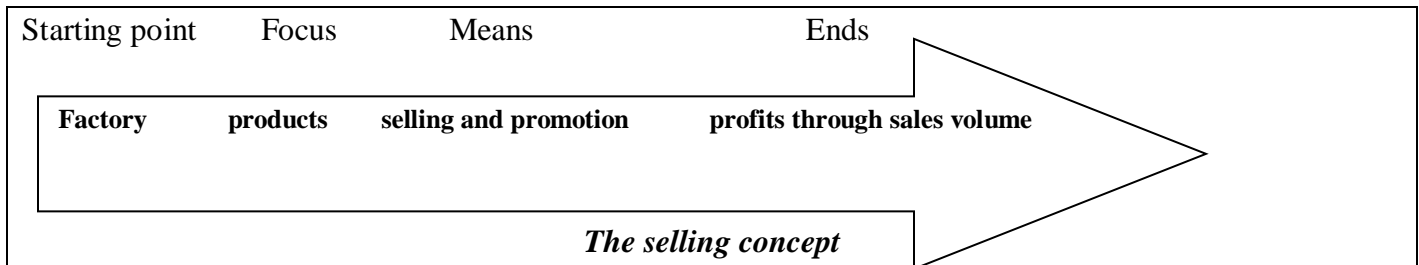 Starting point Focus Means Ends
Factory products selling and promotion profits through sales volume
The selling concept